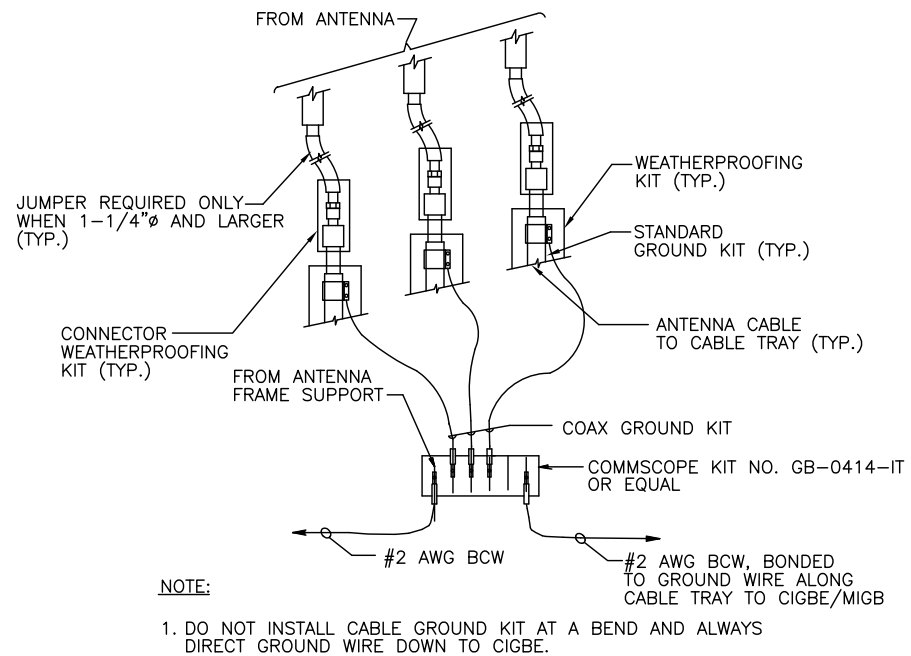 FROM ANTENNA
JUMPER REQUIRED ONLY
WHEN 1-1/4"ø AND LARGER
(TYP.)
WEATHERPROOFING
KIT (TYP.)
STANDARD
GROUND KIT (TYP.)
CONNECTOR
WEATHERPROOFING
KIT (TYP.)
ANTENNA CABLE
TO CABLE TRAY (TYP.)
FROM ANTENNA
FRAME SUPPORT
COAX GROUND KIT
COMMSCOPE KIT NO. GB-0414-IT
OR EQUAL
#2 AWG BCW
#2 AWG BCW, BONDED
TO GROUND WIRE ALONG
CABLE TRAY TO CIGBE/MIGB
NOTE:
1. DO NOT INSTALL CABLE GROUND KIT AT A BEND AND ALWAYS
DIRECT GROUND WIRE DOWN TO CIGBE.